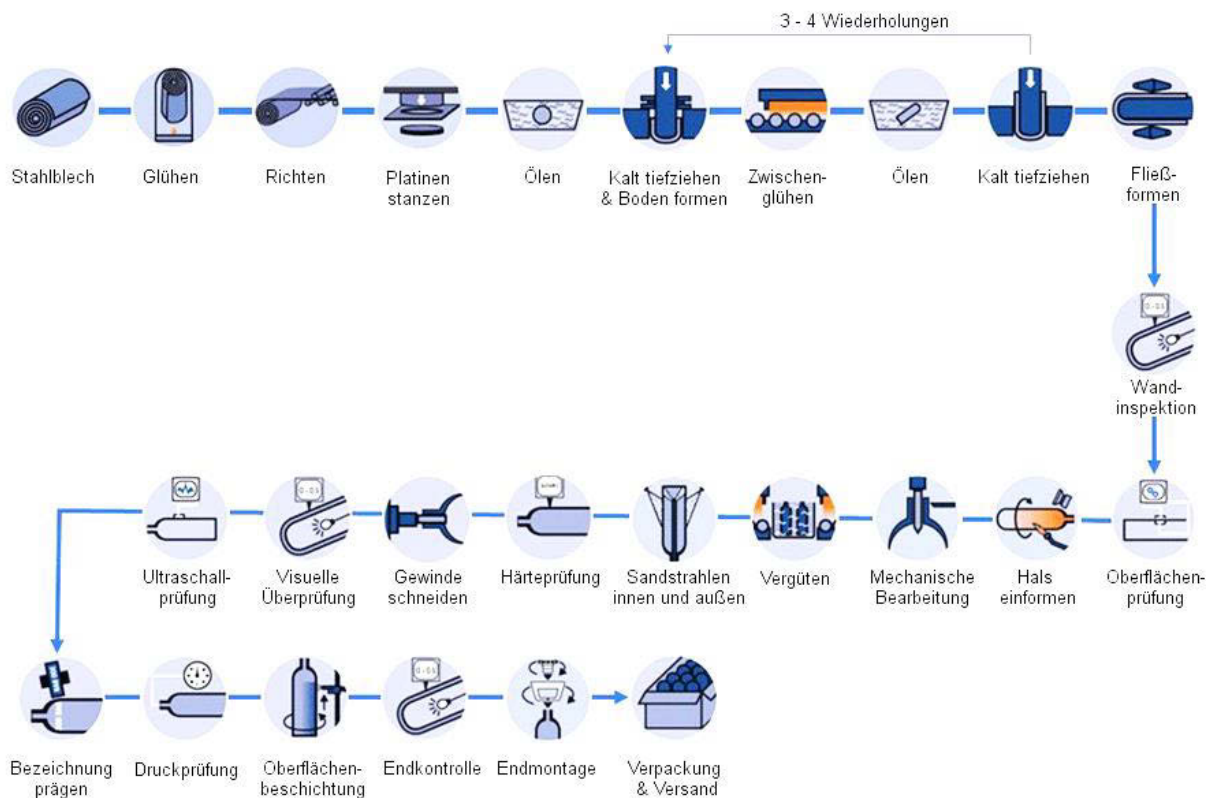 3 - 4 Wiederholungen
Stahlblech
Glühen
Richten
Platinen
stanzen
Ölen
Kalt tiefziehen
& Boden formen
Zwischen-
glühen
Ölen
Kalt tiefziehen
Fließ-
formen
Wand-
inspektion
Ultraschall-
prüfung
Visuelle
Überprüfung
Gewinde
schneiden
Härteprüfung
Sandstrahlen
innen und außen
Vergüten
Mechanische
Bearbeitung
Hals
einformen
Oberflächen-
prüfung
Bezeichnung
prägen
Druckprüfung
Oberflächen-
beschichtung
Endkontrolle
Endmontage
Verpackung
& Versand